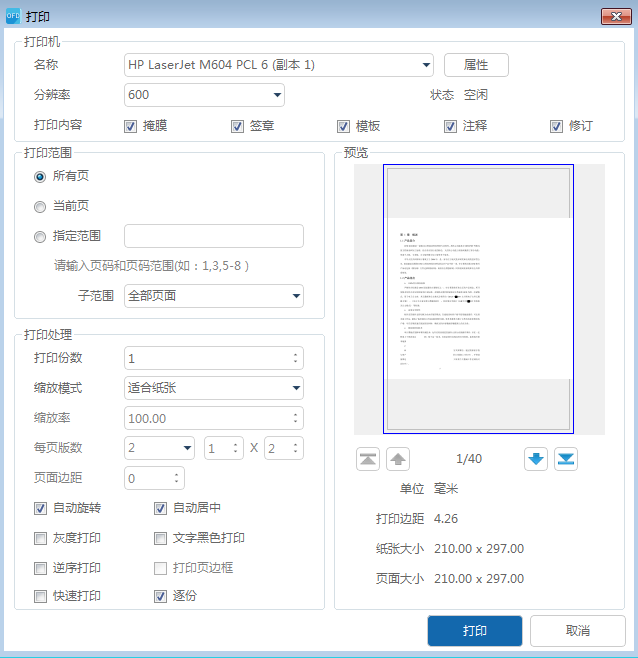 OFD 打印
打印机
名称 HP LaserJet M604 PCL 6 (副本 1) 属性
分辨率 600 状态 空闲
打印内容 掩膜 签章 模板 注释 修订
打印范围
所有页
当前页
指定范围
请输入页码和页码范围(如：1,3,5-8 )
子范围 全部页面
打印处理
打印份数 1
缩放模式 适合纸张
缩放率 100.00
每页版数 2 1 X 2
页面边距 0
自动旋转 自动居中
灰度打印 文字黑色打印
逆序打印 打印页边框
快速打印 逐份
预览
1/40
单位 毫米
打印边距 4.26
纸张大小 210.00 x 297.00
页面大小 210.00 x 297.00
打印 取消